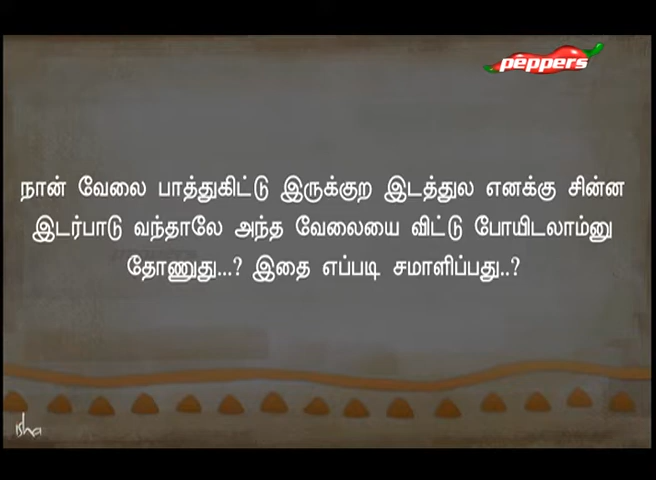 peppers
நான் வேலை பாத்துகிட்டு இருக்குற இடத்துல எனக்கு சின்ன
இடர்பாடு வந்தாலே அந்த வேலையை விட்டு போயிடலாம்னு
தோணுது...? இதை எப்படி சமாளிப்பது..?
isha